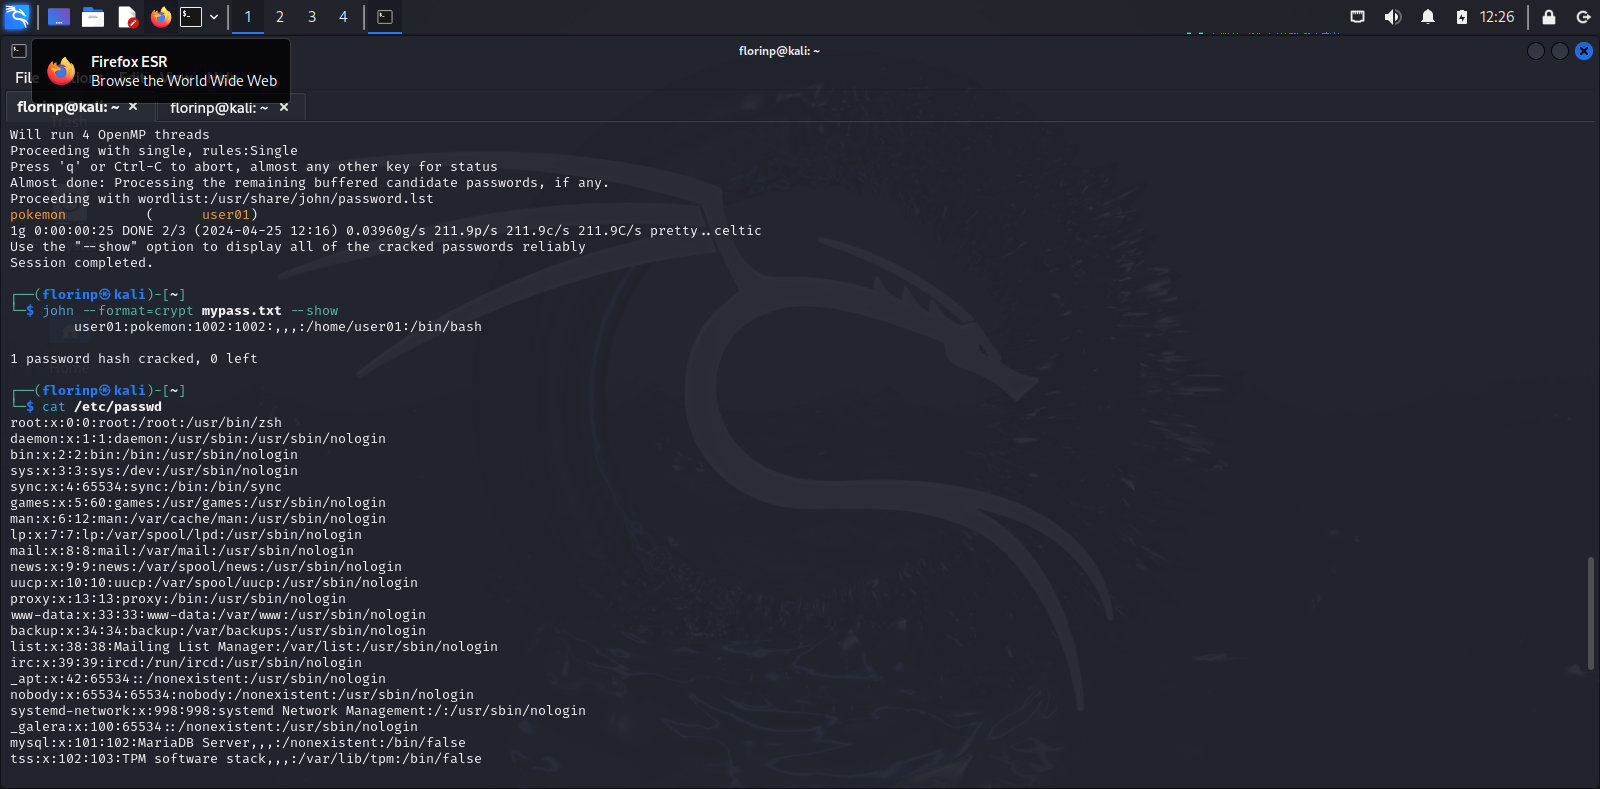 1 2 3 4
12:26
florinp@kali: ~
Firefox ESR
Browse the World Wide Web
File
florinp@kali: ~ ×
florinp@kali: ~ ×
Will run 4 OpenMP threads
Proceeding with single, rules:Single
Press 'q' or Ctrl-C to abort, almost any other key for status
Almost done: Processing the remaining buffered candidate passwords, if any.
Proceeding with wordlist:/usr/share/john/password.lst
pokemon          (      user01)
1g 0:00:00:25 DONE 2/3 (2024-04-25 12:16) 0.03960g/s 211.9p/s 211.9c/s 211.9C/s pretty..celtic
Use the "--show" option to display all of the cracked passwords reliably
Session completed.
┌──(florinp㉿kali)-[~]
└─$ john --format=crypt mypass.txt --show
user01:pokemon:1002:1002:,,,:/home/user01:/bin/bash
1 password hash cracked, 0 left
Home
┌──(florinp㉿kali)-[~]
└─$ cat /etc/passwd
root:x:0:0:root:/root:/usr/bin/zsh
daemon:x:1:1:daemon:/usr/sbin:/usr/sbin/nologin
bin:x:2:2:bin:/bin:/usr/sbin/nologin
sys:x:3:3:sys:/dev:/usr/sbin/nologin
sync:x:4:65534:sync:/bin:/bin/sync
games:x:5:60:games:/usr/games:/usr/sbin/nologin
man:x:6:12:man:/var/cache/man:/usr/sbin/nologin
lp:x:7:7:lp:/var/spool/lpd:/usr/sbin/nologin
mail:x:8:8:mail:/var/mail:/usr/sbin/nologin
news:x:9:9:news:/var/spool/news:/usr/sbin/nologin
uucp:x:10:10:uucp:/var/spool/uucp:/usr/sbin/nologin
proxy:x:13:13:proxy:/bin:/usr/sbin/nologin
www-data:x:33:33:www-data:/var/www:/usr/sbin/nologin
backup:x:34:34:backup:/var/backups:/usr/sbin/nologin
list:x:38:38:Mailing List Manager:/var/list:/usr/sbin/nologin
irc:x:39:39:ircd:/run/ircd:/usr/sbin/nologin
_apt:x:42:65534::/nonexistent:/usr/sbin/nologin
nobody:x:65534:65534:nobody:/nonexistent:/usr/sbin/nologin
systemd-network:x:998:998:systemd Network Management:/:/usr/sbin/nologin
_galera:x:100:65534::/nonexistent:/usr/sbin/nologin
mysql:x:101:102:MariaDB Server,,,:/nonexistent:/bin/false
tss:x:102:103:TPM software stack,,,:/var/lib/tpm:/bin/false